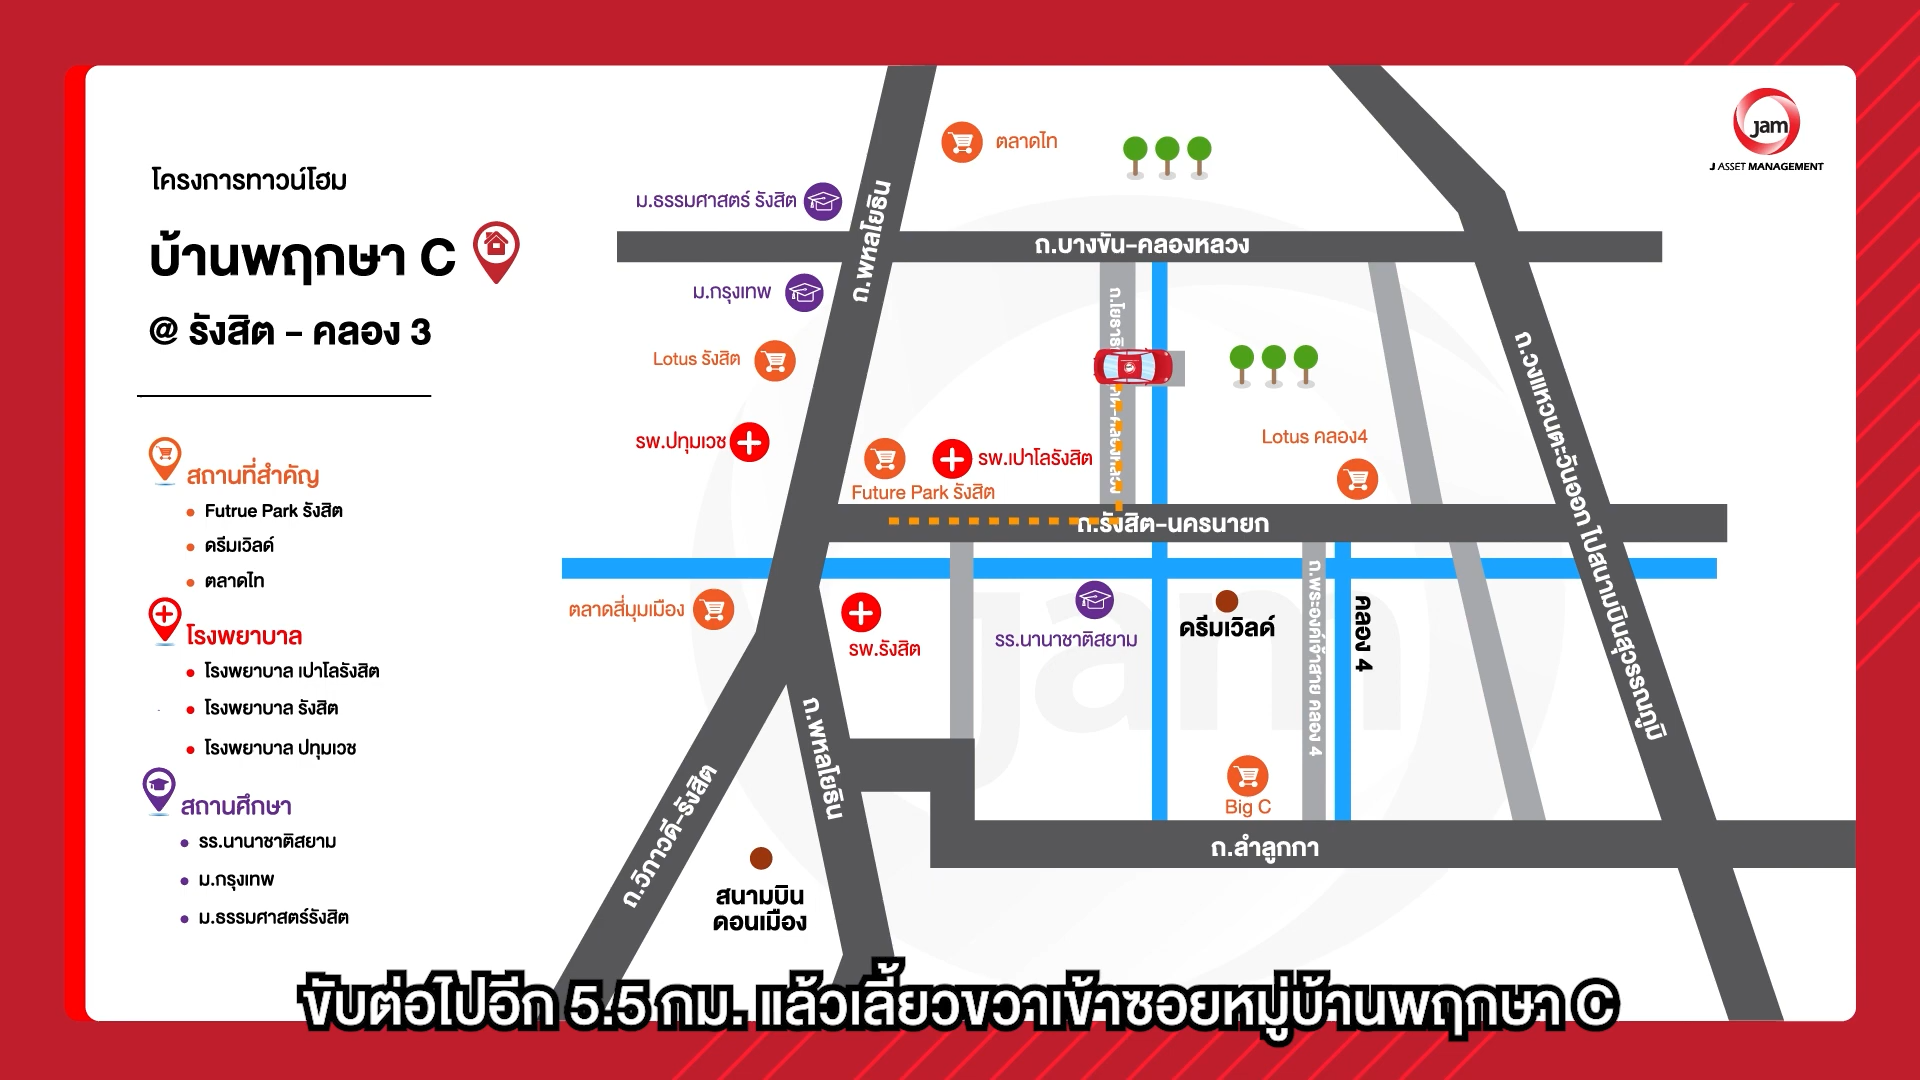 โครงการทาวน์โฮม
บ้านพฤกษา C
@ รังสิต - คลอง 3
สถานที่สำคัญ
Futrue Park รังสิต
ดรีมเวิลด์
ตลาดไท
โรงพยาบาล
โรงพยาบาล เปาโลรังสิต
โรงพยาบาล รังสิต
โรงพยาบาล ปทุมเวช
สถานศึกษา
รร.นานาชาติสยาม
ม.กรุงเทพ
ม.ธรรมศาสตร์รังสิต
jam
J ASSET MANAGEMENT
ตลาดไท
ม.ธรรมศาสตร์ รังสิต
ถ.พหลโยธิน
ถ.บางขัน-คลองหลวง
ม.กรุงเทพ
Lotus รังสิต
รพ.ปทุมเวช
รพ.เปาโลรังสิต
Future Park รังสิต
Lotus คลอง4
ถ.วงแหวนตะวันออก ไปสนามบินสุวรรณภูมิ
ถ.รังสิต-นครนายก
ตลาดสี่มุมเมือง
รพ.รังสิต
รร.นานาชาติสยาม
ดรีมเวิลด์
ถ.พระองค์เจ้าสาย คลอง 4
คลอง 4
ถ.พหลโยธิน
ถ.วิภาวดี-รังสิต
Big C
ถ.ลำลูกกา
สนามบิน
ดอนเมือง
ขับต่อไปอีก 5.5 กม. แล้วเลี้ยวขวาเข้าซอยหมู่บ้านพฤกษา C